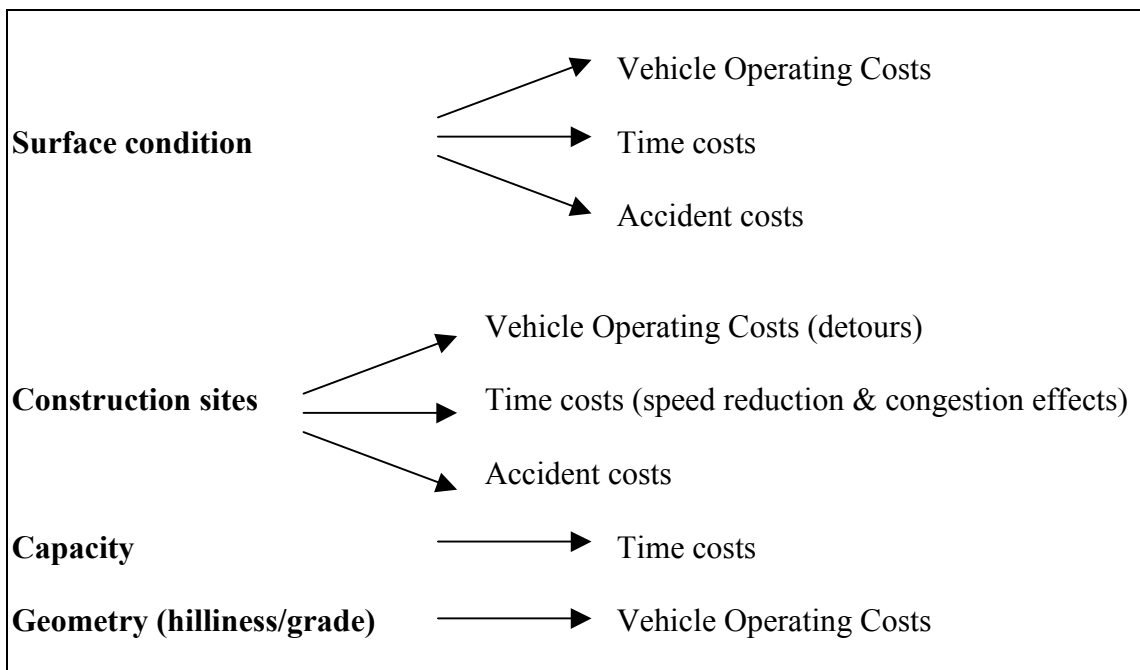 Vehicle Operating Costs
Surface condition
Time costs
Accident costs
Vehicle Operating Costs (detours)
Construction sites
Time costs (speed reduction & congestion effects)
Accident costs
Capacity
Time costs
Geometry (hilliness/grade)
Vehicle Operating Costs